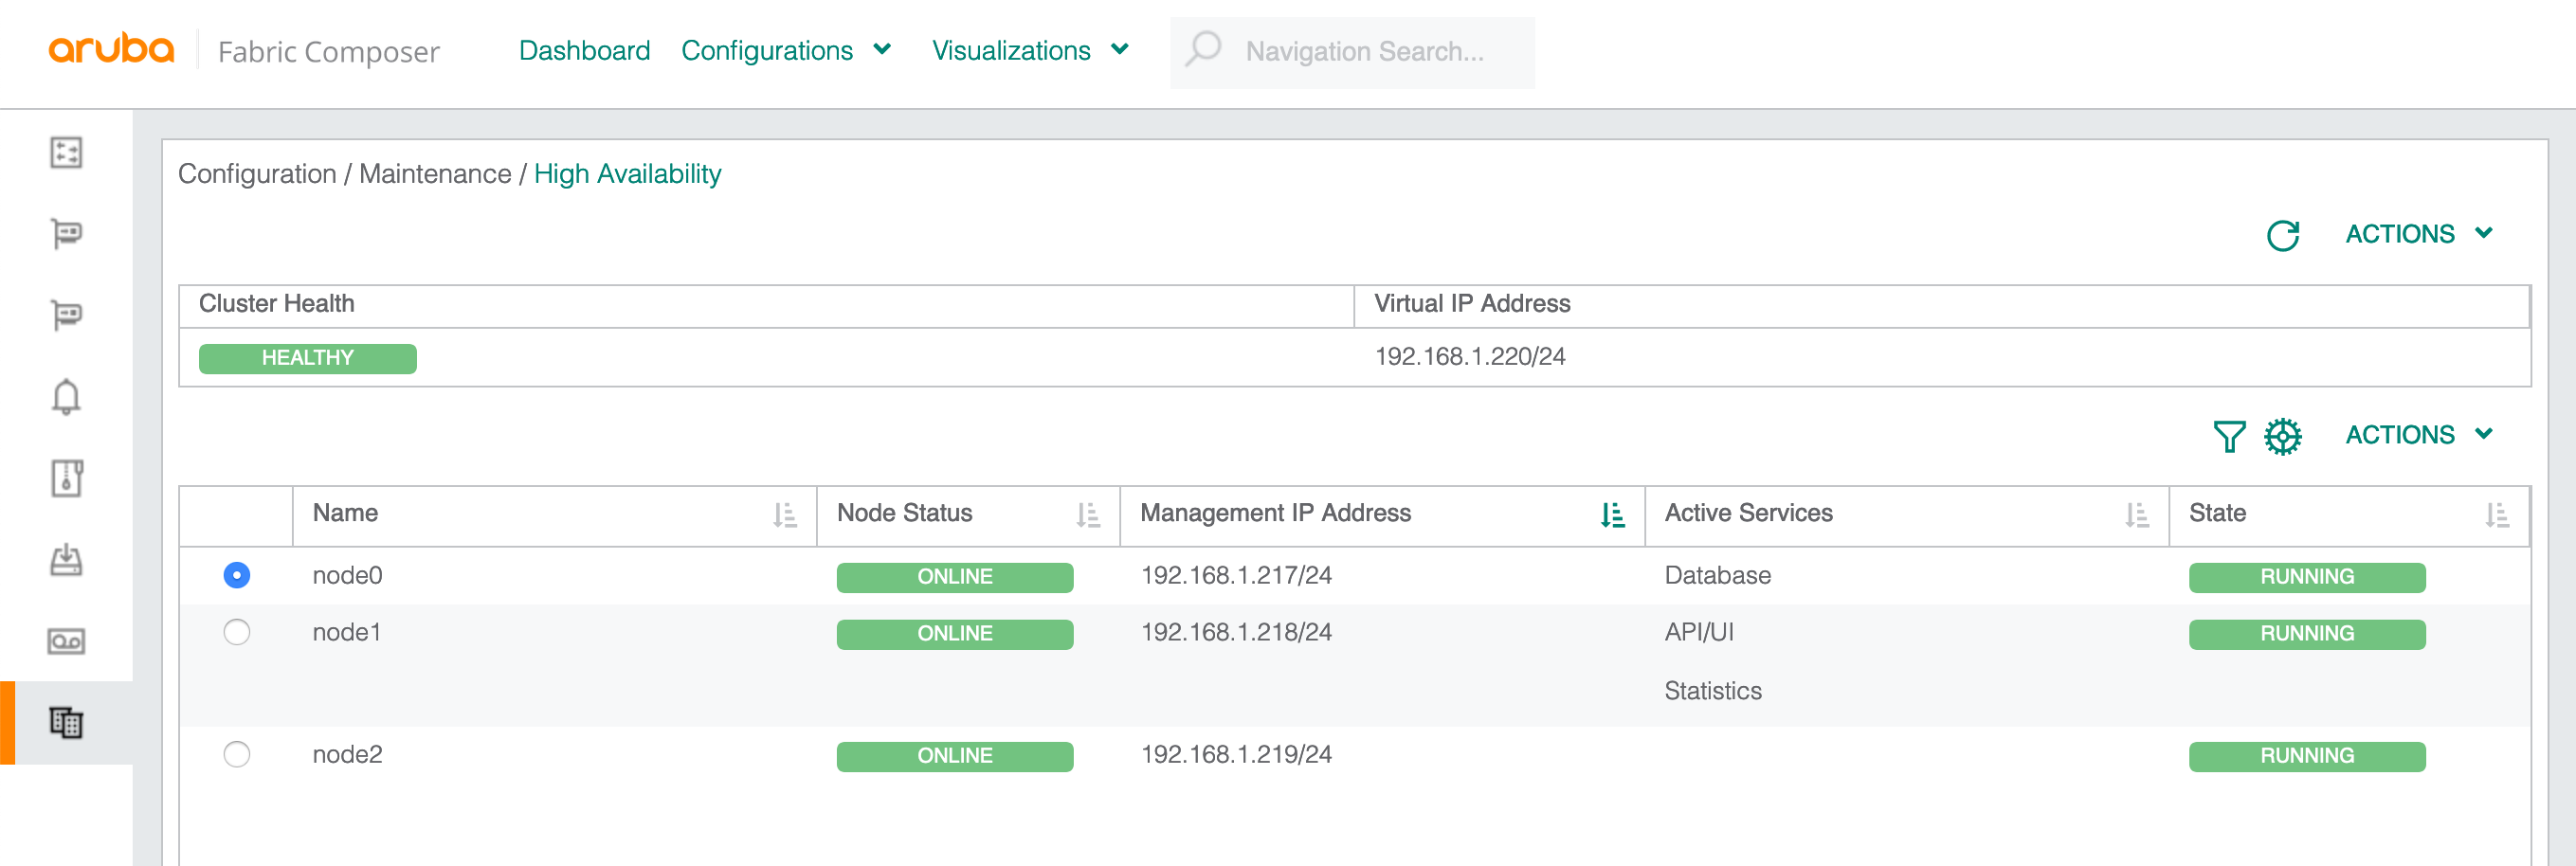 aruba Fabric Composer Dashboard Configurations Visualizations Navigation Search...
Configuration / Maintenance / High Availability
ACTIONS
Cluster Health Virtual IP Address
HEALTHY 192.168.1.220/24
ACTIONS
Name Node Status Management IP Address Active Services State
node0 ONLINE 192.168.1.217/24 Database RUNNING
node1 ONLINE 192.168.1.218/24 API/UI RUNNING
Statistics
node2 ONLINE 192.168.1.219/24 RUNNING